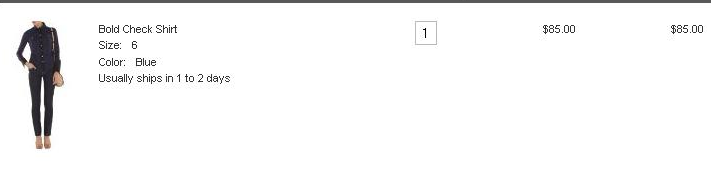 Bold Check Shirt 1 $85.00 $85.00
Size: 6
Color: Blue
Usually ships in 1 to 2 days